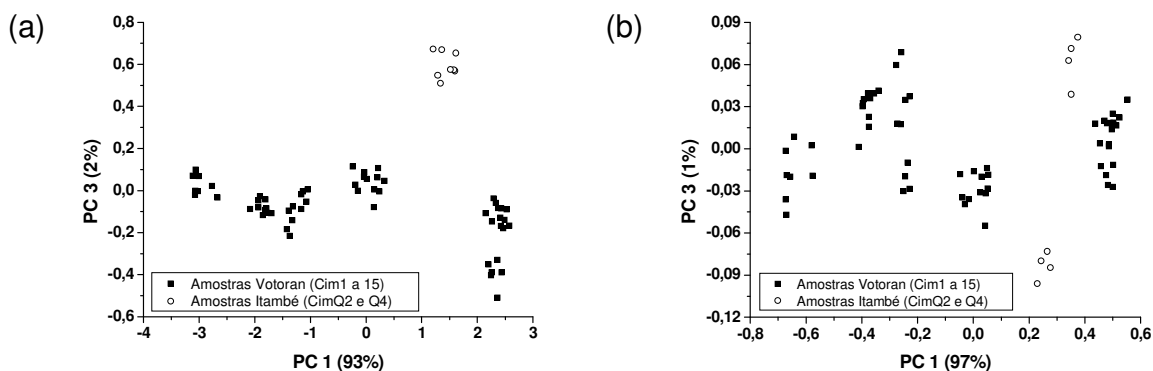 (a)
0,8
0,6
0,4
0,2
0,0
-0,2
-0,4
-0,6
PC 3 (2%)
Amostras Votoran (Cim1 a 15)
Amostras Itambé (CimQ2 e Q4)
-4 -3 -2 -1 0 1 2 3
PC 1 (93%)
(b)
0,09
0,06
0,03
0,00
-0,03
-0,06
-0,09
-0,12
PC 3 (1%)
Amostras Votoran (Cim1 a 15)
Amostras Itambé (CimQ2 e Q4)
-0,8 -0,6 -0,4 -0,2 0,0 0,2 0,4 0,6
PC 1 (97%)